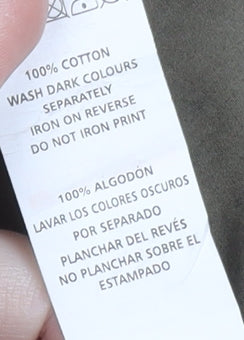 100% COTTON
WASH DARK COLOURS
SEPARATELY
IRON ON REVERSE
DO NOT IRON PRINT
100% ALGODÓN
LAVAR LOS COLORES OSCUROS
POR SEPARADO
PLANCHAR DEL REVÉS
NO PLANCHAR SOBRE EL
ESTAMPADO